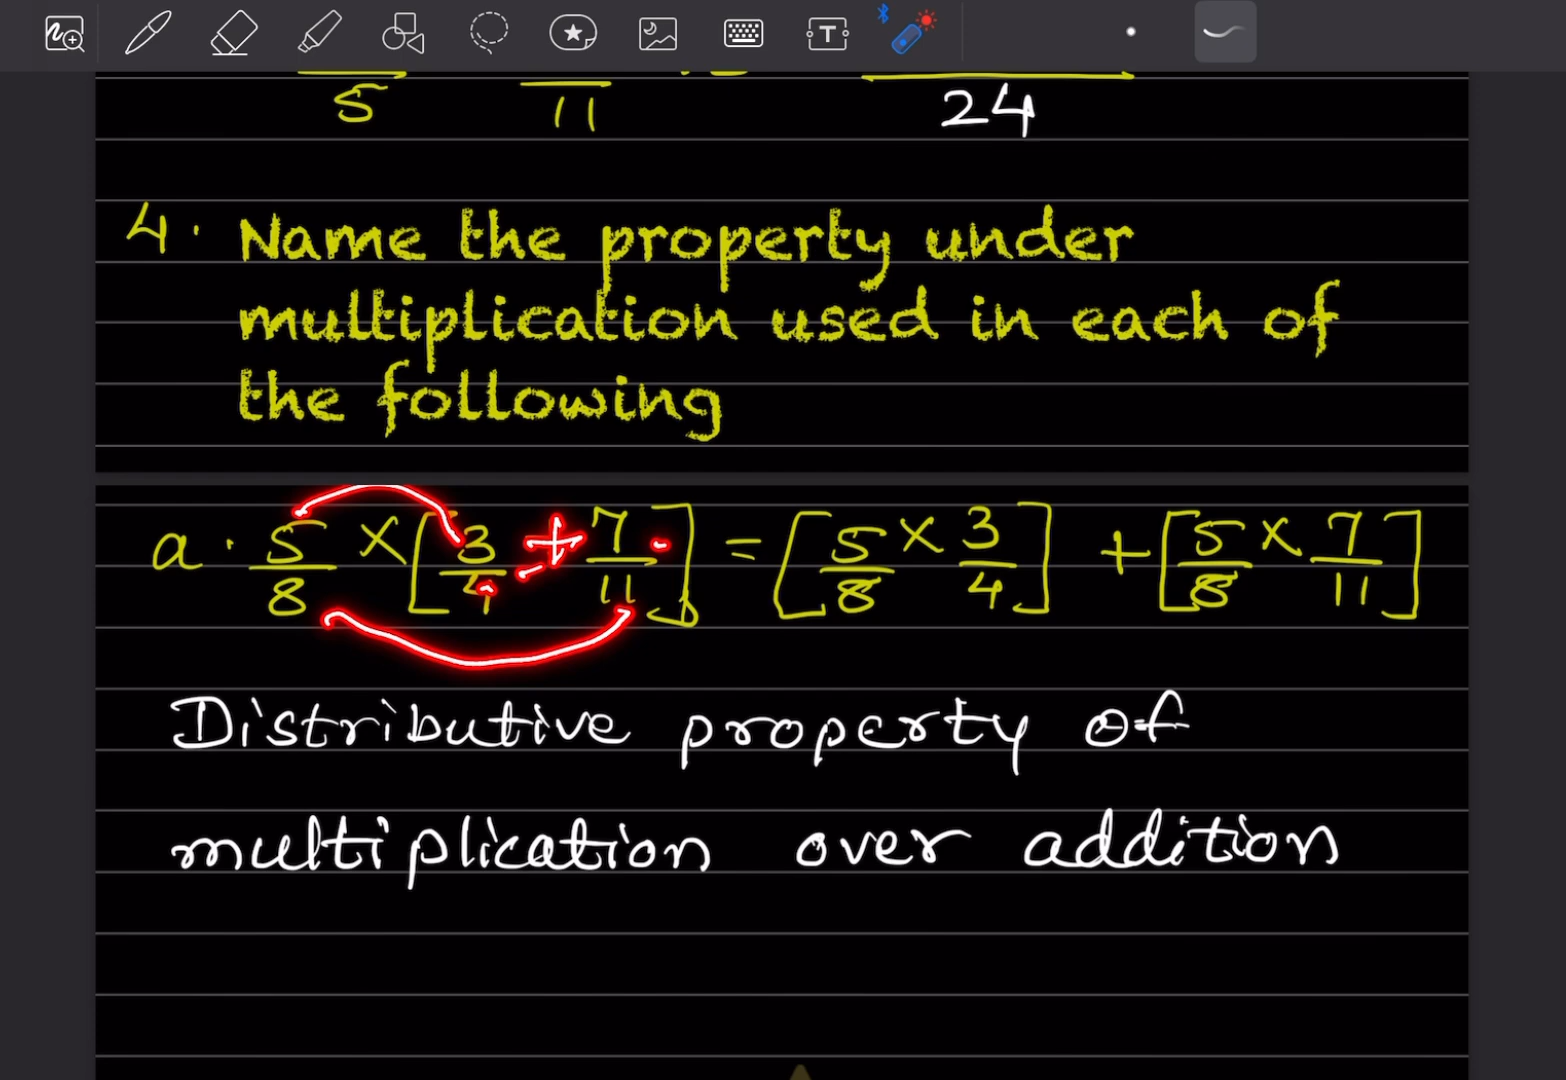 5 11 24
4. Name the property under
multiplication used in each of
the following
a. 5/8 × [3/4 + 7/11] = [5/8 × 3/4] + [5/8 × 7/11]
Distributive property of
multiplication over addition